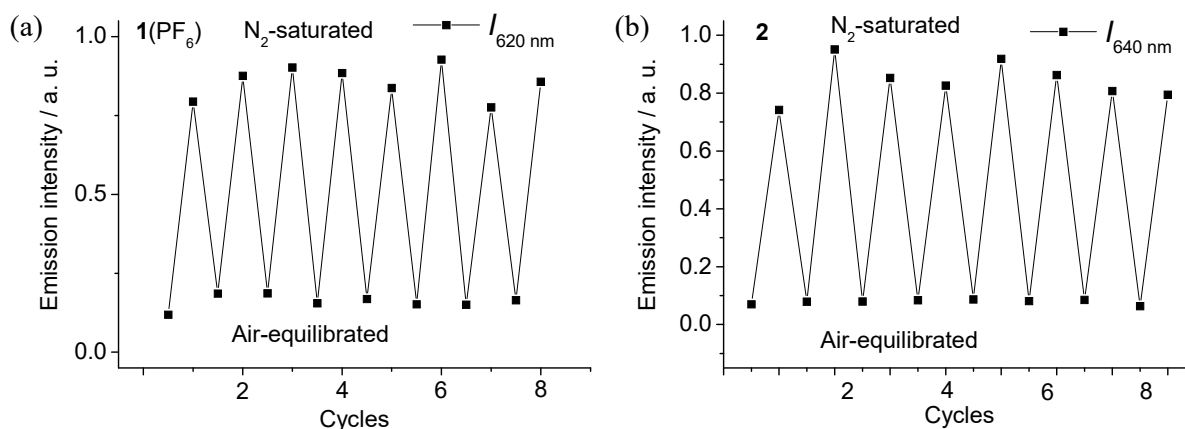 (a)
1(PF6) N2-saturated I620 nm
1.0
0.5
0.0
Emission intensity / a. u.
Air-equilibrated
2 4 6 8
Cycles
(b)
2 N2-saturated I640 nm
1.0
0.8
0.6
0.4
0.2
0.0
Emission intensity / a. u.
Air-equilibrated
2 4 6 8
Cycles